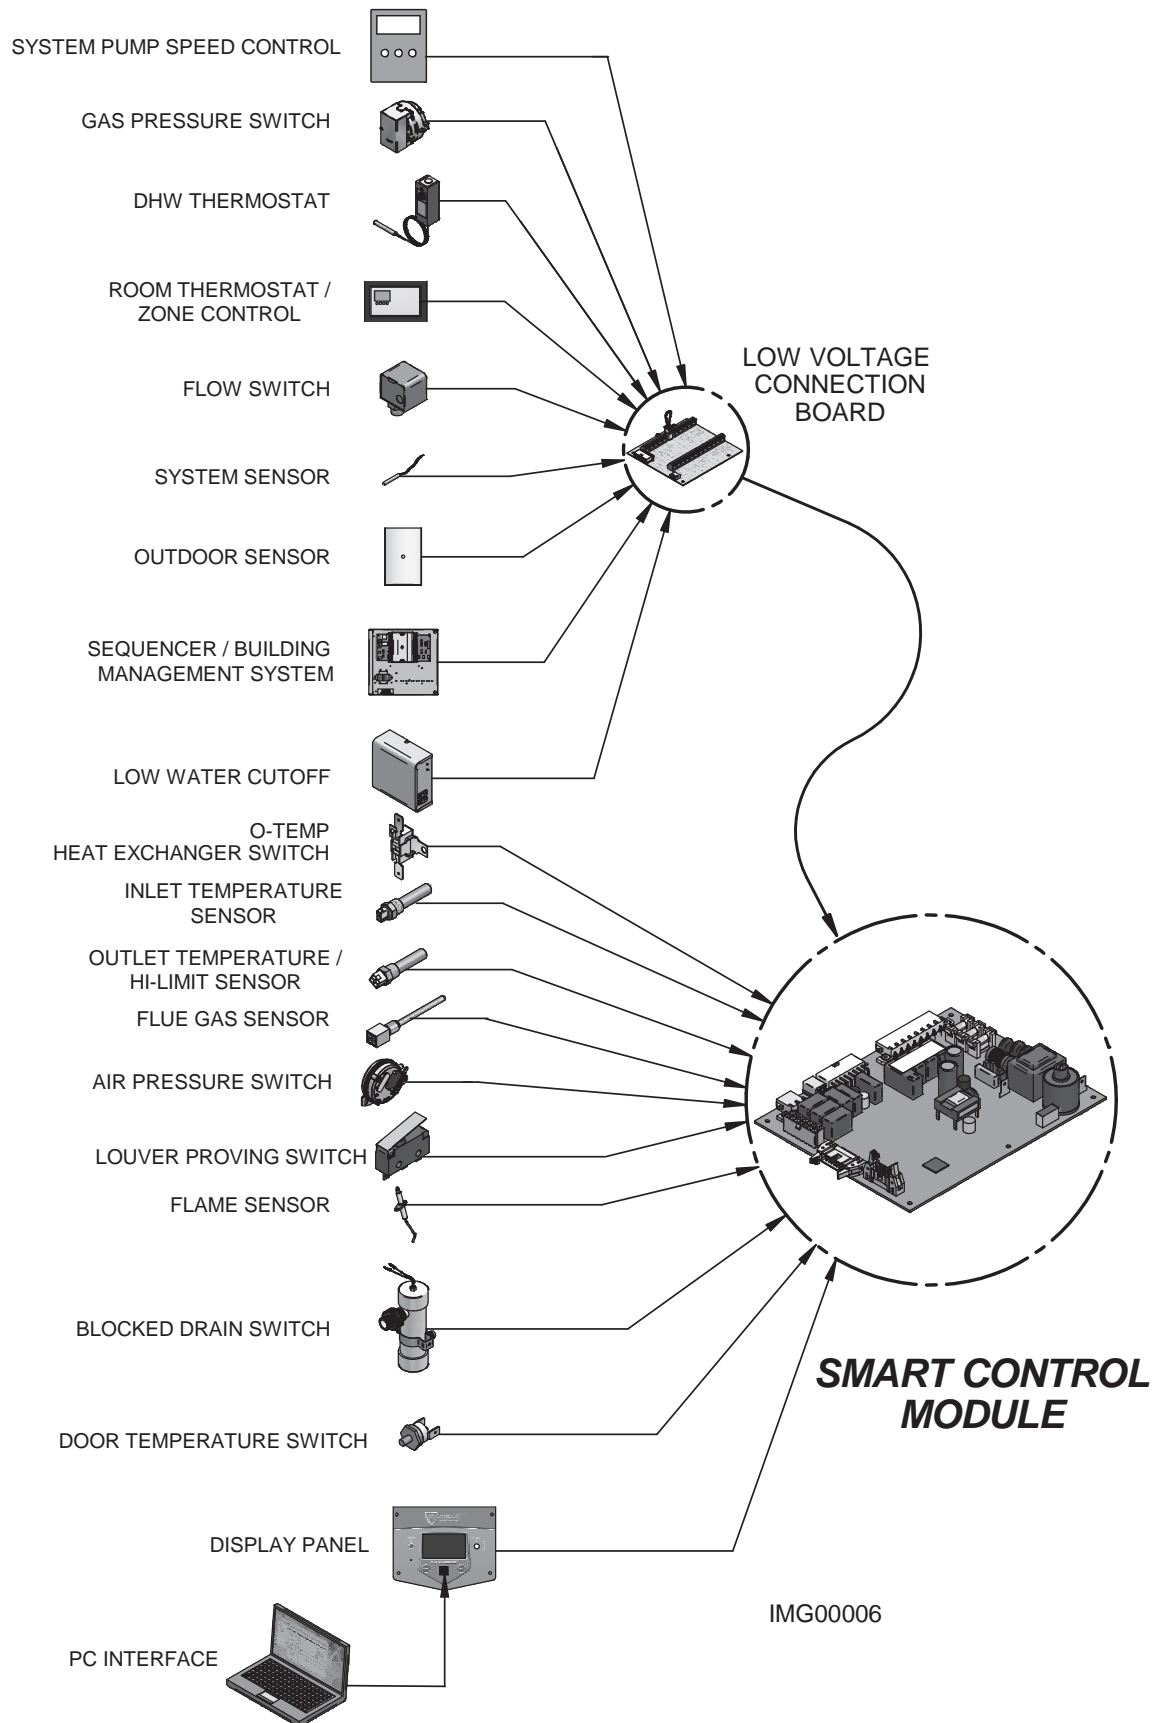 SYSTEM PUMP SPEED CONTROL
GAS PRESSURE SWITCH
DHW THERMOSTAT
ROOM THERMOSTAT /
ZONE CONTROL
FLOW SWITCH
SYSTEM SENSOR
OUTDOOR SENSOR
SEQUENCER / BUILDING
MANAGEMENT SYSTEM
LOW WATER CUTOFF
LOW VOLTAGE
CONNECTION
BOARD
O-TEMP
HEAT EXCHANGER SWITCH
INLET TEMPERATURE
SENSOR
OUTLET TEMPERATURE /
HI-LIMIT SENSOR
FLUE GAS SENSOR
AIR PRESSURE SWITCH
LOUVER PROVING SWITCH
FLAME SENSOR
BLOCKED DRAIN SWITCH
DOOR TEMPERATURE SWITCH
DISPLAY PANEL
PC INTERFACE
SMART CONTROL
MODULE
IMG00006